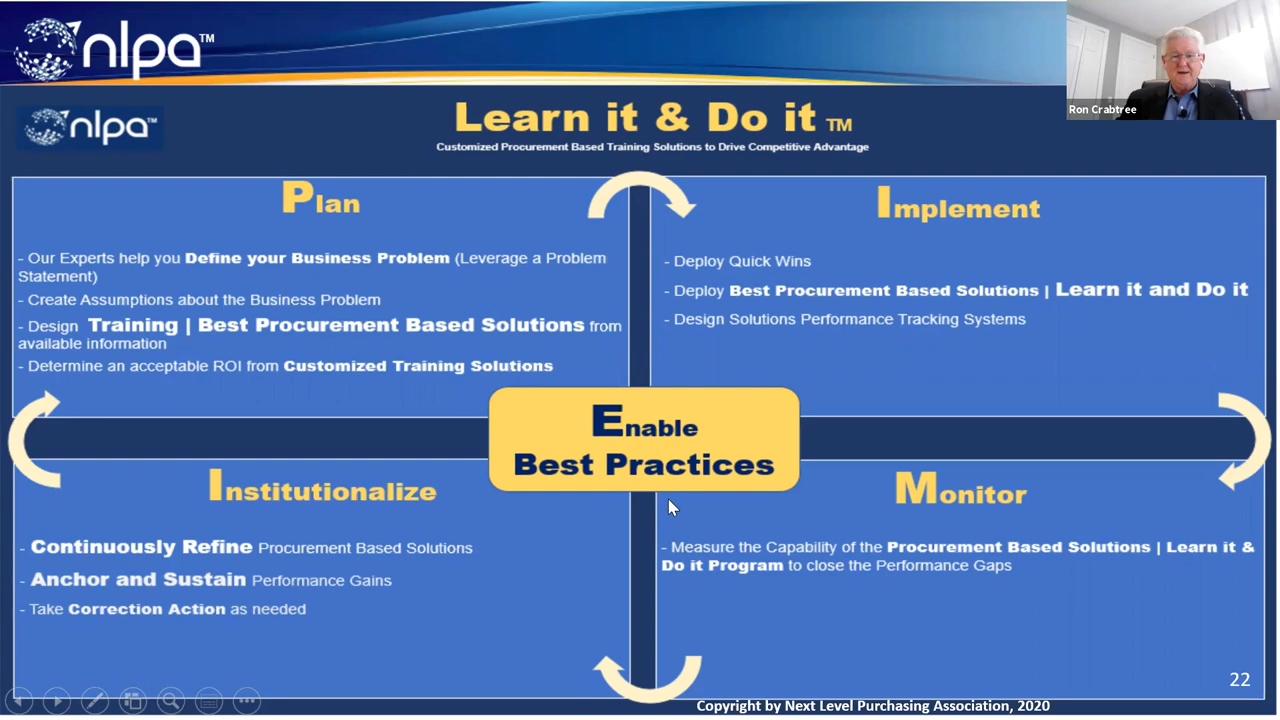 nlpa™
Ron Crabtree
nlpa™
Learn it & Do it TM
Customized Procurement Based Training Solutions to Drive Competitive Advantage
Plan
- Our Experts help you Define your Business Problem (Leverage a Problem
Statement)
- Create Assumptions about the Business Problem
- Design Training | Best Procurement Based Solutions from
available information
- Determine an acceptable ROI from Customized Training Solutions
Implement
- Deploy Quick Wins
- Deploy Best Procurement Based Solutions | Learn it and Do it
- Design Solutions Performance Tracking Systems
Enable
Best Practices
Institutionalize
- Continuously Refine Procurement Based Solutions
- Anchor and Sustain Performance Gains
- Take Correction Action as needed
Monitor
- Measure the Capability of the Procurement Based Solutions | Learn it &
Do it Program to close the Performance Gaps
22
Copyright by Next Level Purchasing Association, 2020